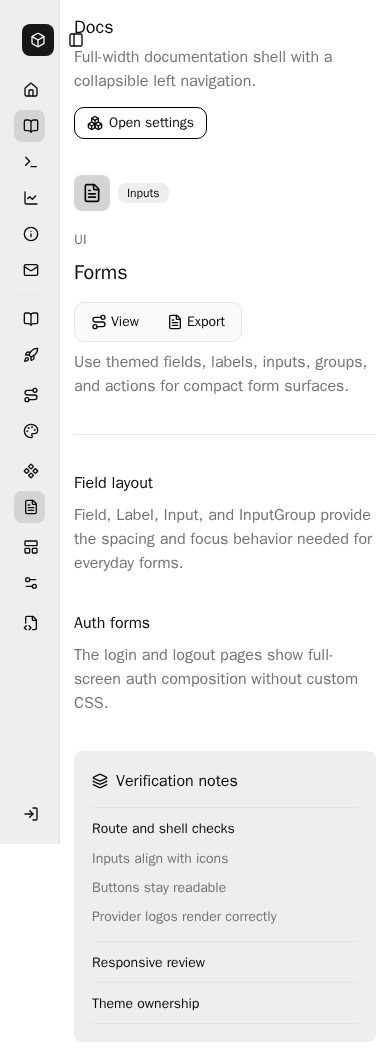 Docs
Full-width documentation shell with a
collapsible left navigation.
Open settings
Inputs
UI
Forms
View
Export
Use themed fields, labels, inputs, groups,
and actions for compact form surfaces.
Field layout
Field, Label, Input, and InputGroup provide
the spacing and focus behavior needed for
everyday forms.
Auth forms
The login and logout pages show full-
screen auth composition without custom
CSS.
Verification notes
Route and shell checks
Inputs align with icons
Buttons stay readable
Provider logos render correctly
Responsive review
Theme ownership